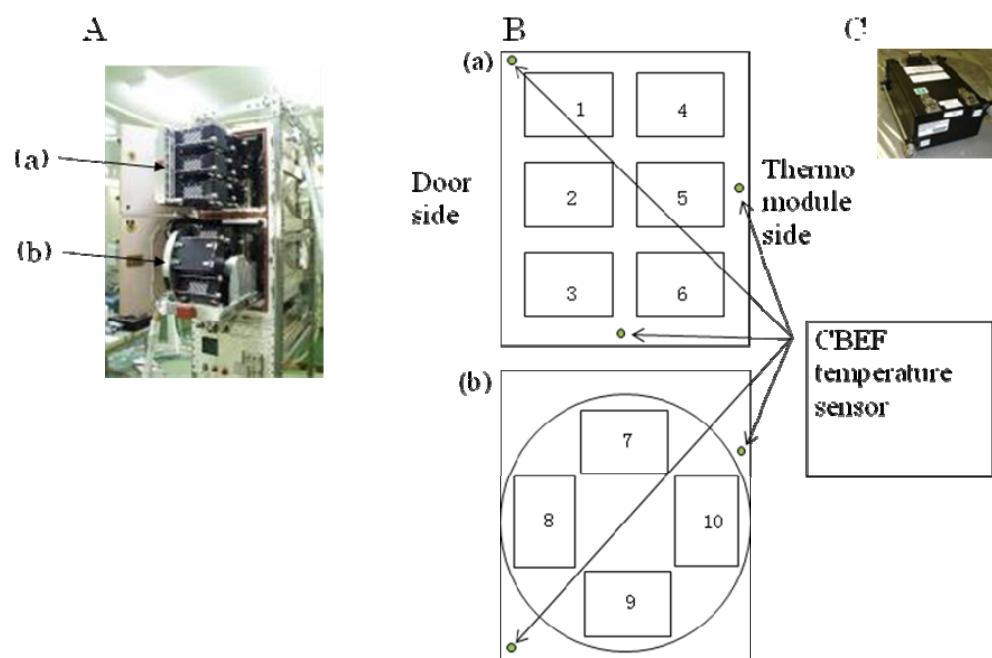 A
B
C
(a)
(b)
(a)
1
4
2
5
3
6
Door
side
Thermo
module
side
CBEF
temperature
sensor
(b)
7
8
10
9